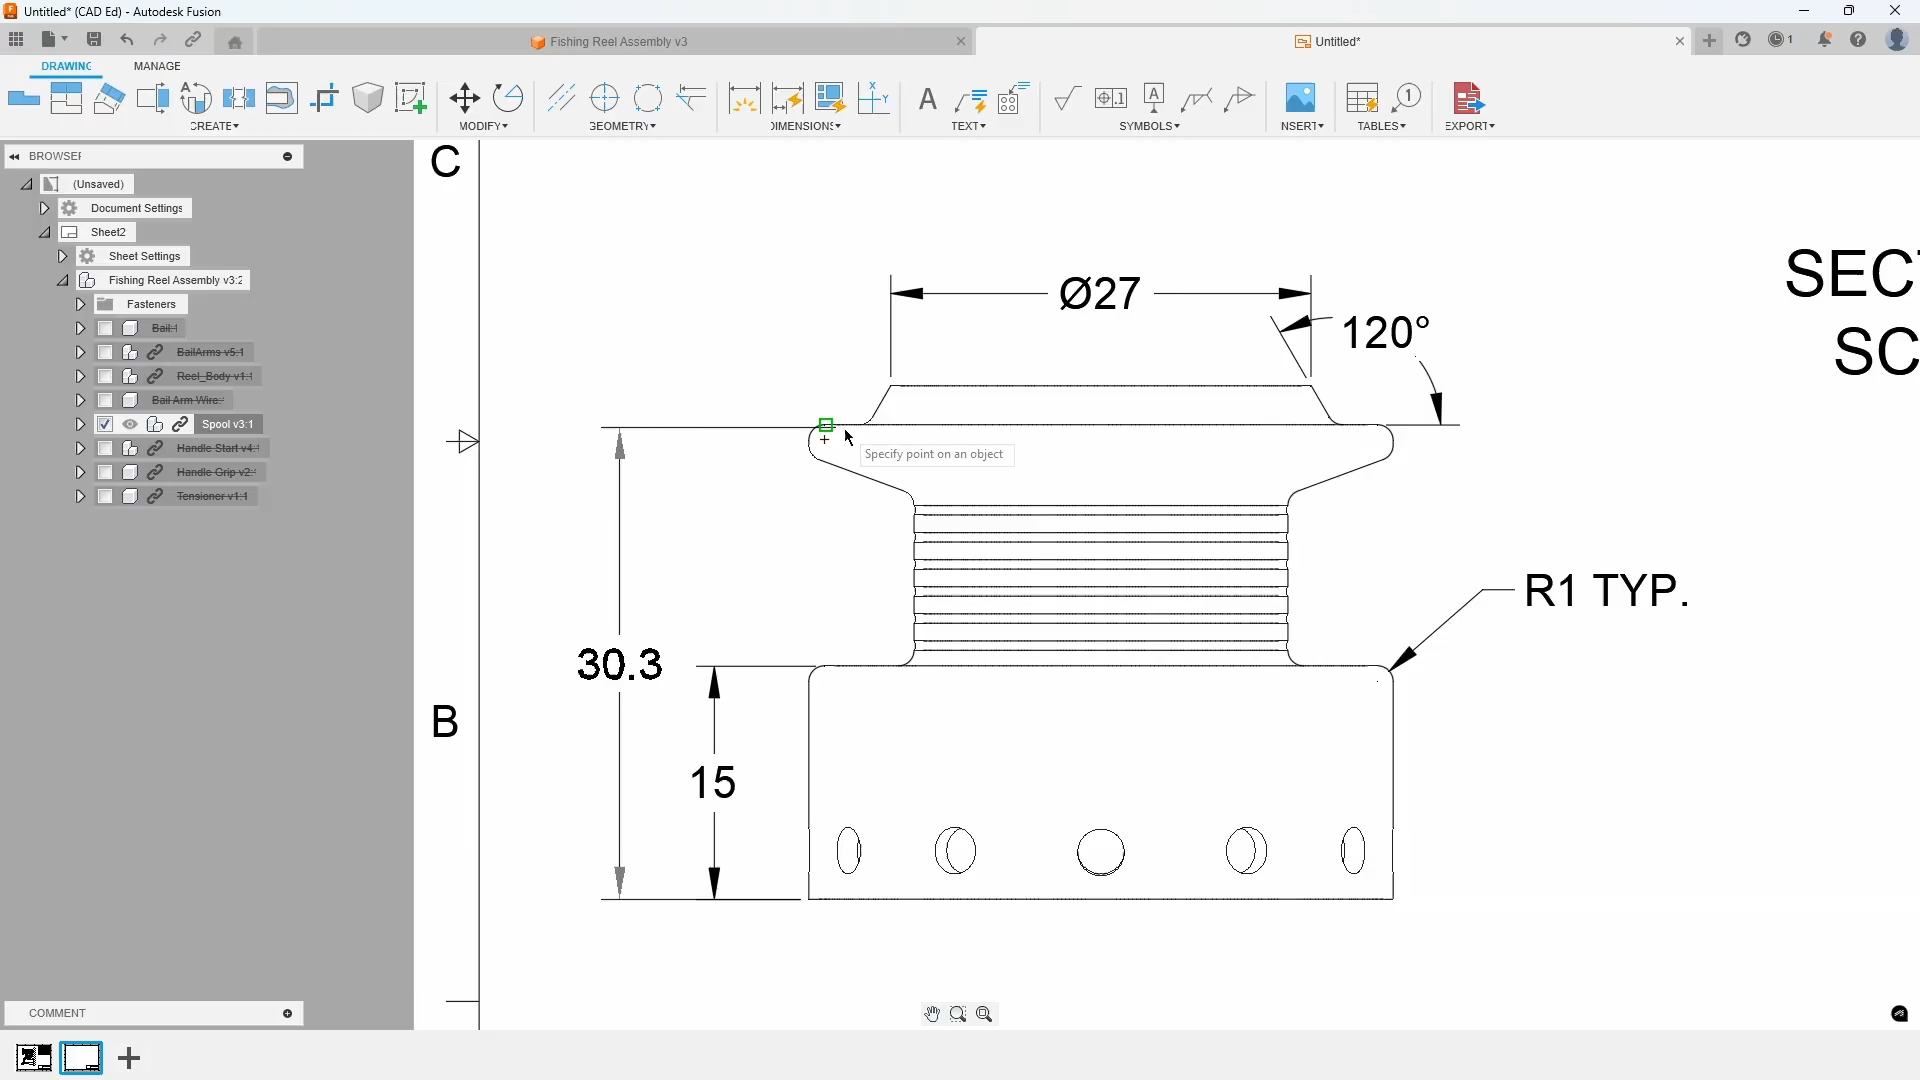 Untitled* (CAD Ed) - Autodesk Fusion
Fishing Reel Assembly v3
Untitled*
1
DRAWING
MANAGE
CREATE▾
MODIFY▾
GEOMETRY▾
DIMENSIONS▾
TEXT▾
SYMBOLS▾
INSERT▾
TABLES▾
EXPORT▾
BROWSER
(Unsaved)
Document Settings
Sheet2
Sheet Settings
Fishing Reel Assembly v3:2
Fasteners
Bail:1
BailArms v5:1
Reel_Body v1:1
Bail Arm Wire:
Spool v3:1
Handle Start v4:1
Handle Grip v2:
Tensioner v1:1
COMMENT
C
B
Ø27
120°
Specify point on an object
30.3
15
R1 TYP.
SECT
SC